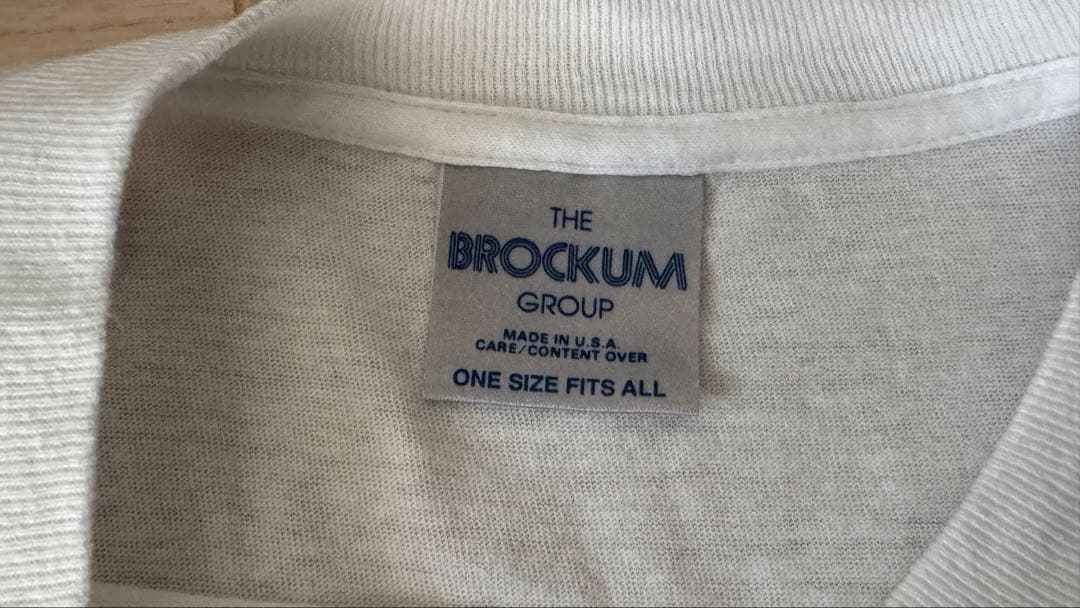 THE
BROCKUM
GROUP
MADE IN U.S.A.
CARE/CONTENT OVER
ONE SIZE FITS ALL